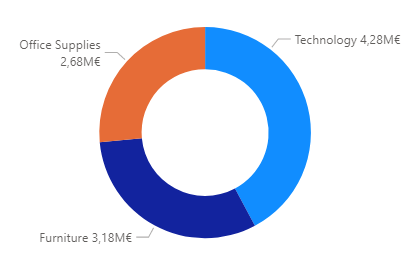 Office Supplies
2,68M€
Technology 4,28M€
Furniture 3,18M€